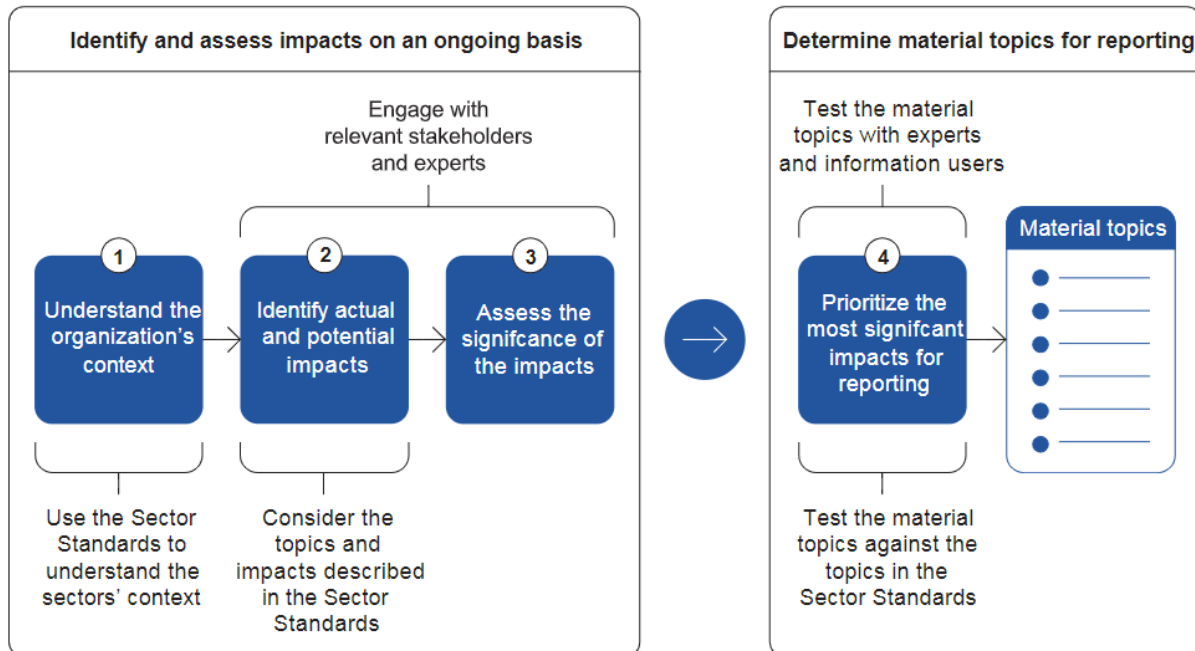 Identify and assess impacts on an ongoing basis
Engage with
relevant stakeholders
and experts
1
Understand the
organization's
context
2
Identify actual
and potential
impacts
3
Assess the
signifcance of
the impacts
Use the Sector
Standards to
understand the
sectors' context
Consider the
topics and
impacts described
in the Sector
Standards
Determine material topics for reporting
Test the material
topics with experts
and information users
4
Prioritize the
most signifcant
impacts for
reporting
Material topics
Test the material
topics against the
topics in the
Sector Standards